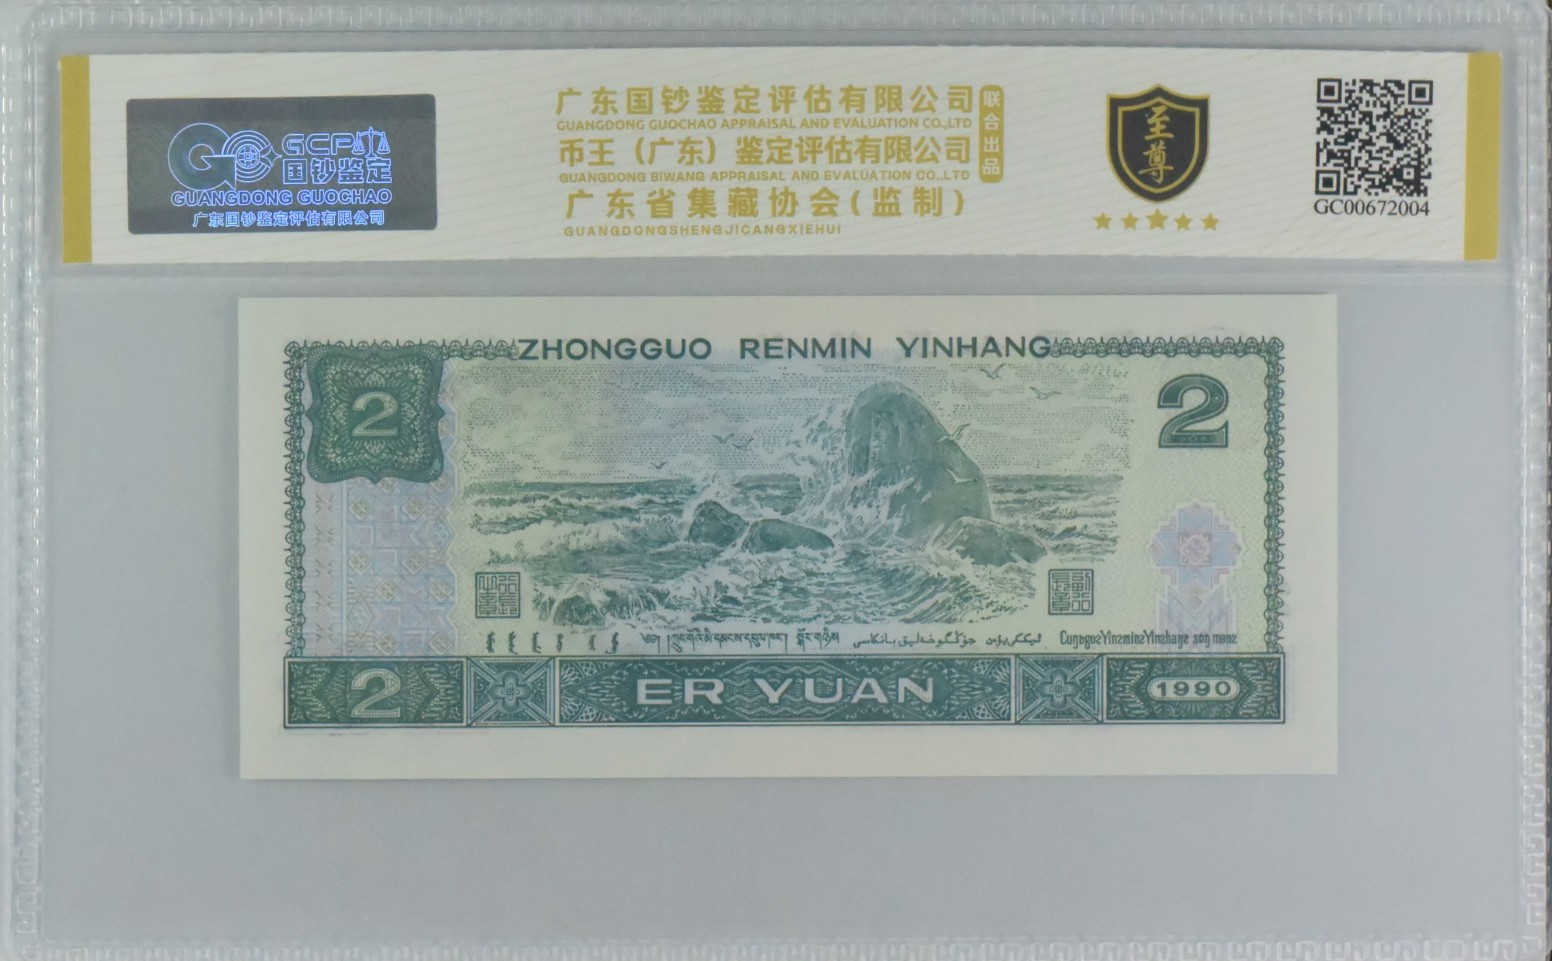 GCP
国钞鉴定
GUANGDONG GUOCHAO
广东国钞鉴定评估有限公司
广东国钞鉴定评估有限公司
GUANGDONG GUOCHAO APPRAISAL AND EVALUATION CO.,LTD
币王（广东）鉴定评估有限公司
GUANGDONG BIWANG APPRAISAL AND EVALUATION CO.,LTD
广东省集藏协会(监制)
GUANGDONGSHENGJICANGXIEHUI
联合出品
至尊
GC00672004
ZHONGGUO RENMIN YINHANG
2
2
2 ER YUAN 1990